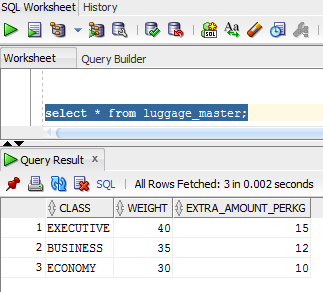 SQL Worksheet History
Worksheet Query Builder
select * from luggage_master;
Query Result x
SQL | All Rows Fetched: 3 in 0.002 seconds
CLASS WEIGHT EXTRA_AMOUNT_PERKG
1 EXECUTIVE 40 15
2 BUSINESS 35 12
3 ECONOMY 30 10